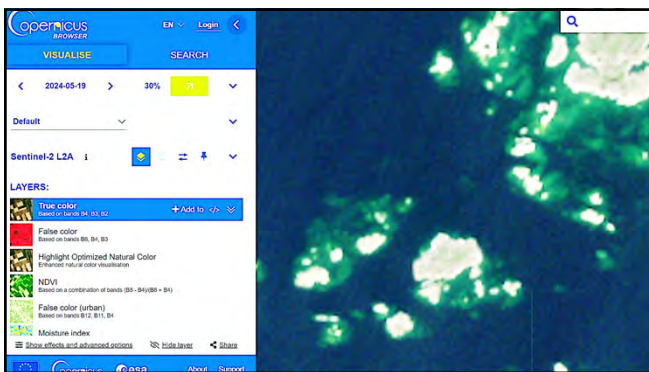 Copernicus
BROWSER
EN
Login
VISUALISE
SEARCH
2024-05-19
30%
Default
Sentinel-2 L2A
i
LAYERS:
True color
Based on bands B4, B3, B2
+ Add to </>
False color
Based on bands B8, B4, B3
Highlight Optimized Natural Color
Enhanced natural color visualisation
NDVI
Based on a combination of bands (B8 - B4)/(B8 + B4)
False color (urban)
Based on bands B12, B11, B4
Moisture index
Show effects and advanced options
Hide layer
Share
Copernicus
esa
About
Support